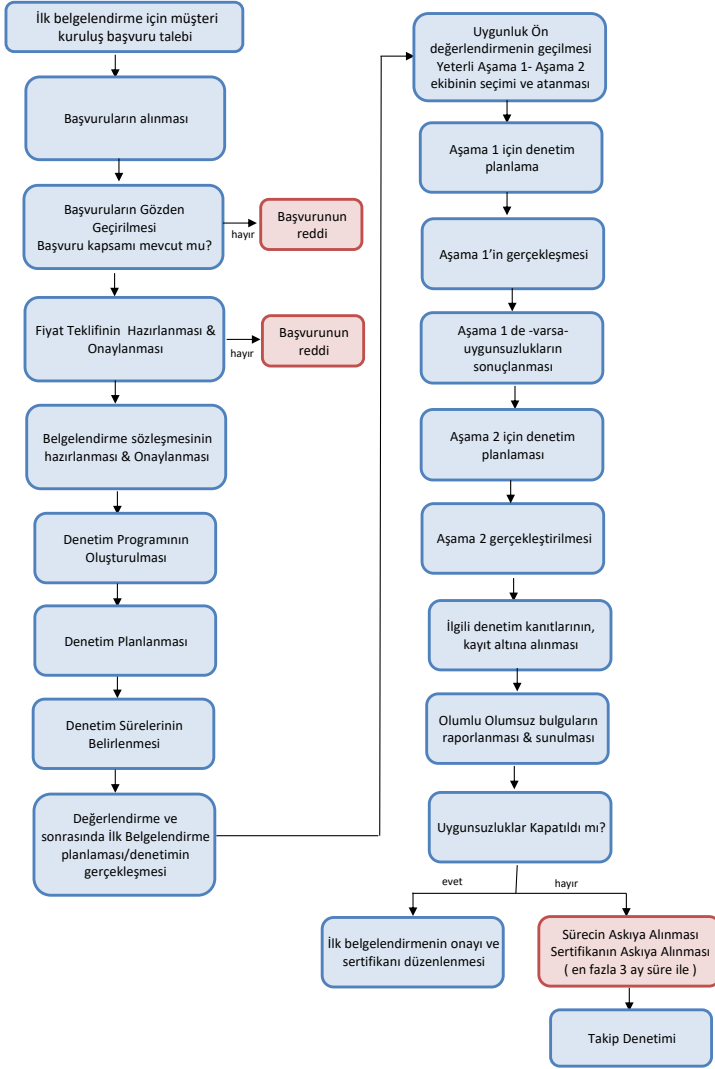 İlk belgelendirme için müşteri
kuruluş başvuru talebi
Başvuruların alınması
Başvuruların Gözden
Geçirilmesi
Başvuru kapsamı mevcut mu?
hayır
Başvurunun
reddi
Fiyat Teklifinin Hazırlanması &
Onaylanması
hayır
Başvurunun
reddi
Belgelendirme sözleşmesinin
hazırlanması & Onaylanması
Denetim Programının
Oluşturulması
Denetim Planlanması
Denetim Sürelerinin
Belirlenmesi
Değerlendirme ve
sonrasında İlk Belgelendirme
planlaması/denetimin
gerçekleşmesi
Uygunluk Ön
değerlendirmenin geçilmesi
Yeterli Aşama 1- Aşama 2
ekibinin seçimi ve atanması
Aşama 1 için denetim
planlama
Aşama 1’in gerçekleşmesi
Aşama 1 de -varsa-
uygunsuzlukların
sonuçlanması
Aşama 2 için denetim
planlaması
Aşama 2 gerçekleştirilmesi
İlgili denetim kanıtlarının,
kayıt altına alınması
Olumlu Olumsuz bulguların
raporlanması & sunulması
Uygunsuzluklar Kapatıldı mı?
evet
hayır
İlk belgelendirmenin onayı ve
sertifikanı düzenlenmesi
Sürecin Askıya Alınması
Sertifikanın Askıya Alınması
( en fazla 3 ay süre ile )
Takip Denetimi